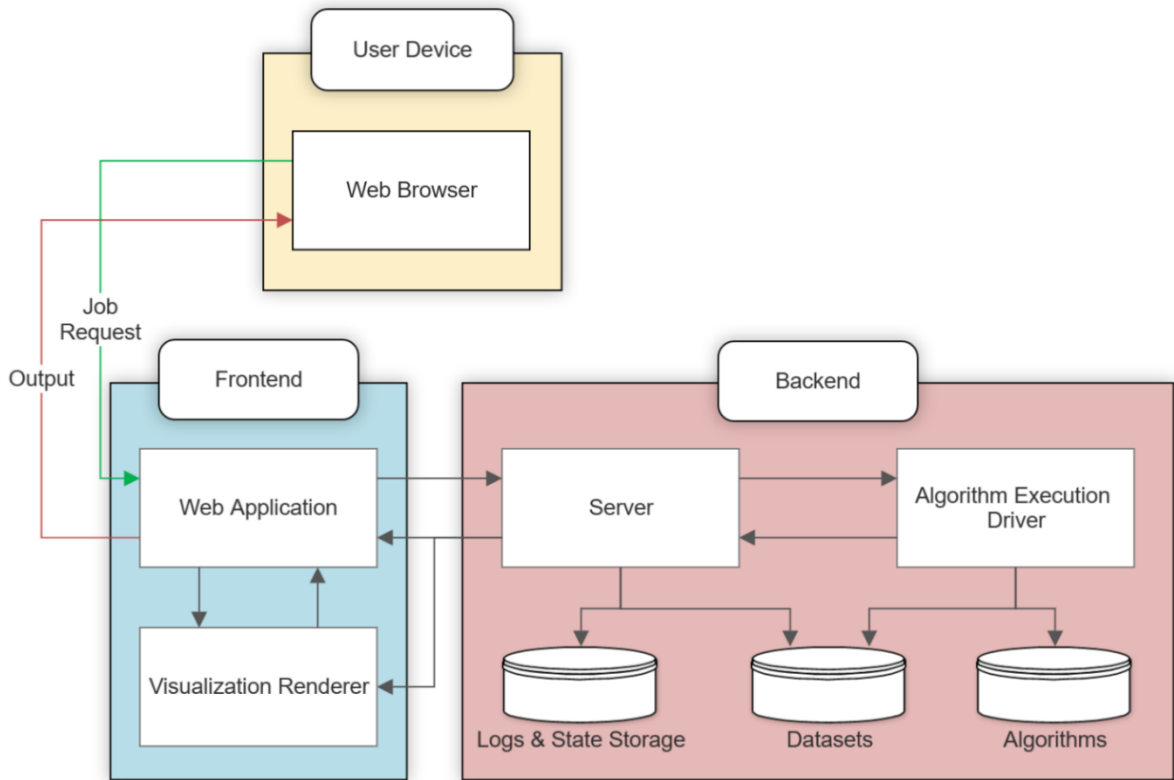 User Device
Web Browser
Job
Request
Output
Frontend
Backend
Web Application
Server
Algorithm Execution
Driver
Visualization Renderer
Logs & State Storage
Datasets
Algorithms